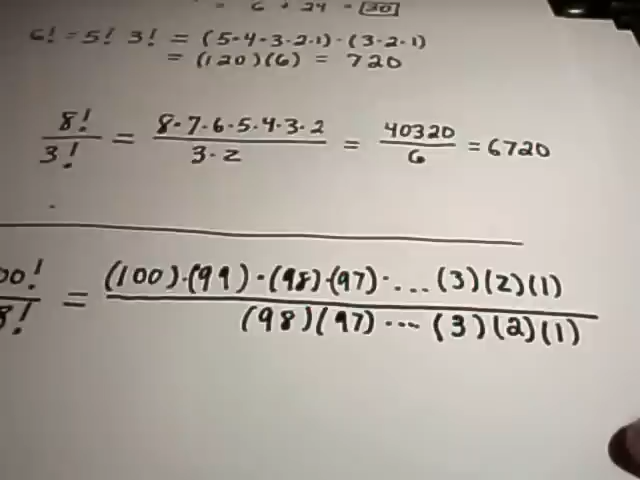 = 6 + 24 = 30
6! = 5! 3! = (5·4·3·2·1)·(3·2·1)
= (120)(6) = 720
8!/3! = 8·7·6·5·4·3·2/3·2 = 40320/6 = 6720
00!/8! = (100)·(99)·(98)·(97)·...(3)(2)(1)/(98)(97)...(3)(2)(1)